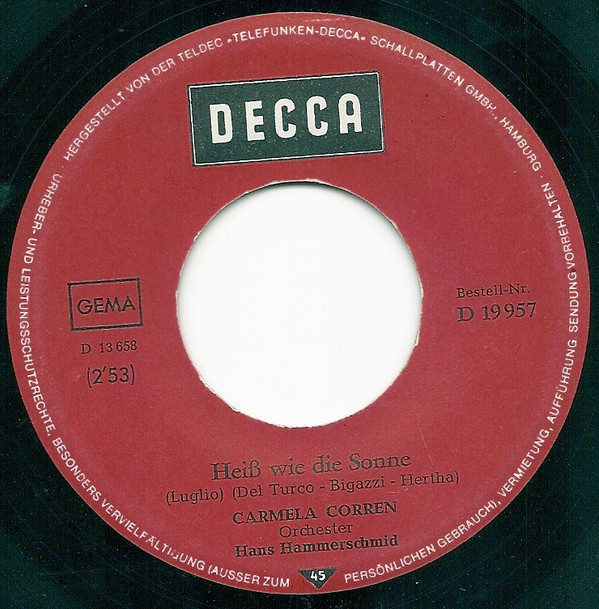 HERGESTELLT VON DER TELDEC »TELEFUNKEN-DECCA« SCHALLPLATTEN GMBH., HAMBURG
DECCA
GEMA
D 13 658
(2'53)
Bestell-Nr.
D 19 957
Heiß wie die Sonne
(Luglio) (Del Turco - Bigazzi - Hertha)
CARMELA CORREN
Orchester
Hans Hammerschmid
45
URHEBER- UND LEISTUNGSSCHUTZRECHTE, BESONDERS VERVIELFÄLTIGUNG (AUSSER ZUM PERSÖNLICHEN GEBRAUCH), VERMIETUNG, AUFFÜHRUNG, SENDUNG VORBEHALTEN ·